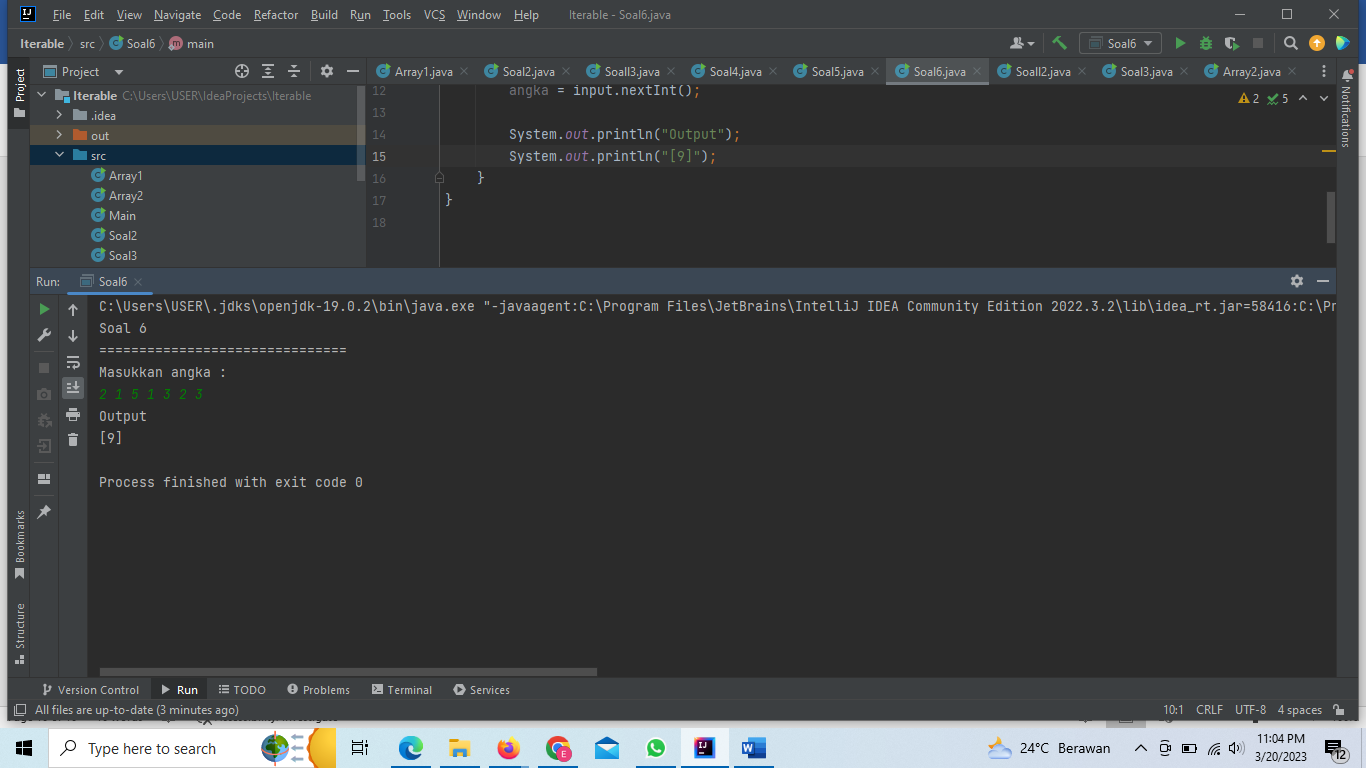 File Edit View Navigate Code Refactor Build Run Tools VCS Window Help Iterable - Soal6.java
Iterable src Soal6 main Soal6
Project Array1.java Soal2.java Soall3.java Soal4.java Soal5.java Soal6.java Soall2.java Soal3.java Array2.java
Iterable C:\Users\USER\IdeaProjects\Iterable
.idea
out
src
Array1
Array2
Main
Soal2
Soal3
12 angka = input.nextInt();
13
14 System.out.println("Output");
15 System.out.println("[9]");
16 }
17 }
18
2 5
Project
Notifications
Run: Soal6
C:\Users\USER\.jdks\openjdk-19.0.2\bin\java.exe "-javaagent:C:\Program Files\JetBrains\IntelliJ IDEA Community Edition 2022.3.2\lib\idea_rt.jar=58416:C:\Pr
Soal 6
===============================
Masukkan angka :
2 1 5 1 3 2 3
Output
[9]
Process finished with exit code 0
Bookmarks
Structure
Version Control Run TODO Problems Terminal Services
All files are up-to-date (3 minutes ago) 10:1 CRLF UTF-8 4 spaces
Type here to search 24°C Berawan 11:04 PM
3/20/2023 12